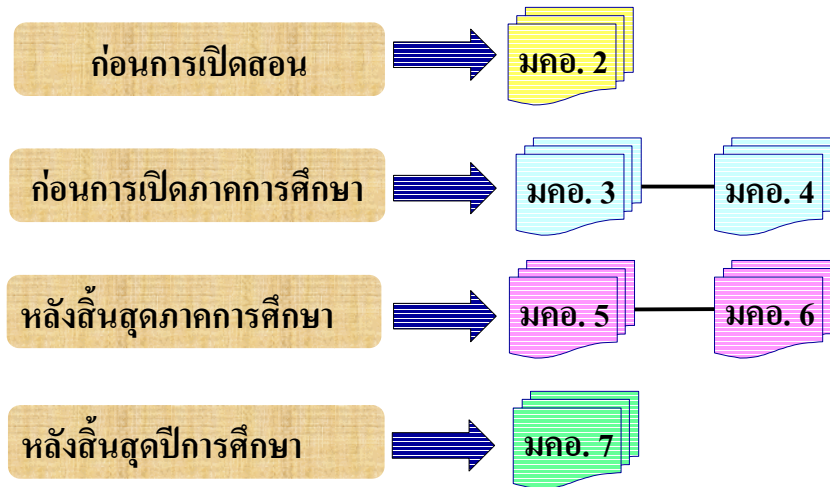 ก่อนการเปิดสอน
มคอ. 2
ก่อนการเปิดภาคการศึกษา
มคอ. 3
มคอ. 4
หลังสิ้นสุดภาคการศึกษา
มคอ. 5
มคอ. 6
หลังสิ้นสุดปีการศึกษา
มคอ. 7